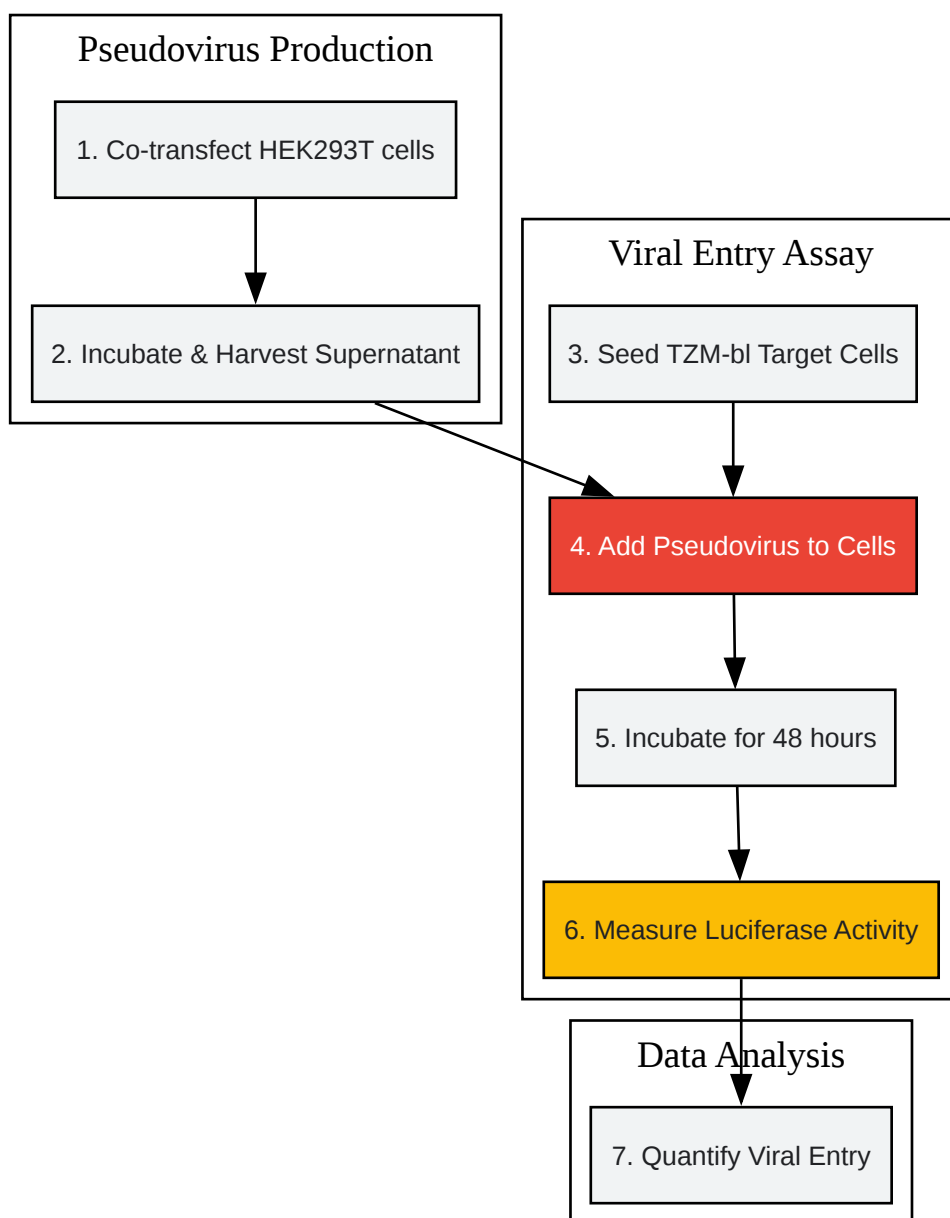 Pseudovirus Production
1. Co-transfect HEK293T cells
2. Incubate & Harvest Supernatant
Viral Entry Assay
3. Seed TZM-bl Target Cells
4. Add Pseudovirus to Cells
5. Incubate for 48 hours
6. Measure Luciferase Activity
Data Analysis
7. Quantify Viral Entry